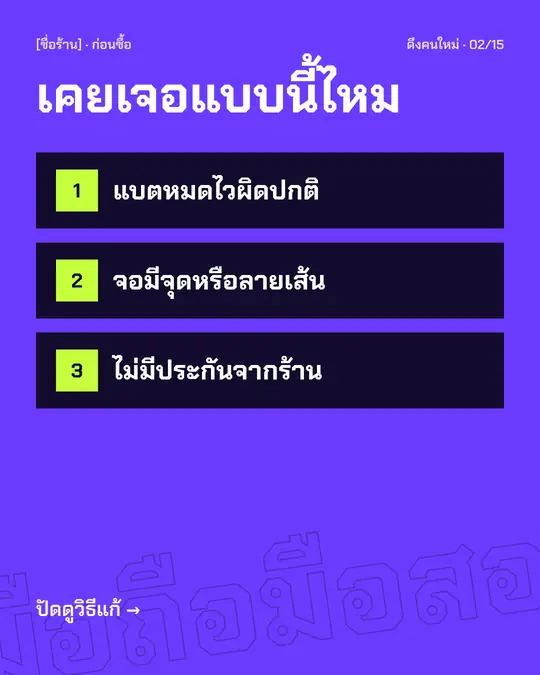 [ชื่อร้าน] · ก่อนซื้อ
ดึงคนใหม่ · 02/15
เคยเจอแบบนี้ไหม
1 แบตหมดไวผิดปกติ
2 จอมีจุดหรือลายเส้น
3 ไม่มีประกันจากร้าน
มือถือมือสอ
ปัดดูวิธีแก้ →